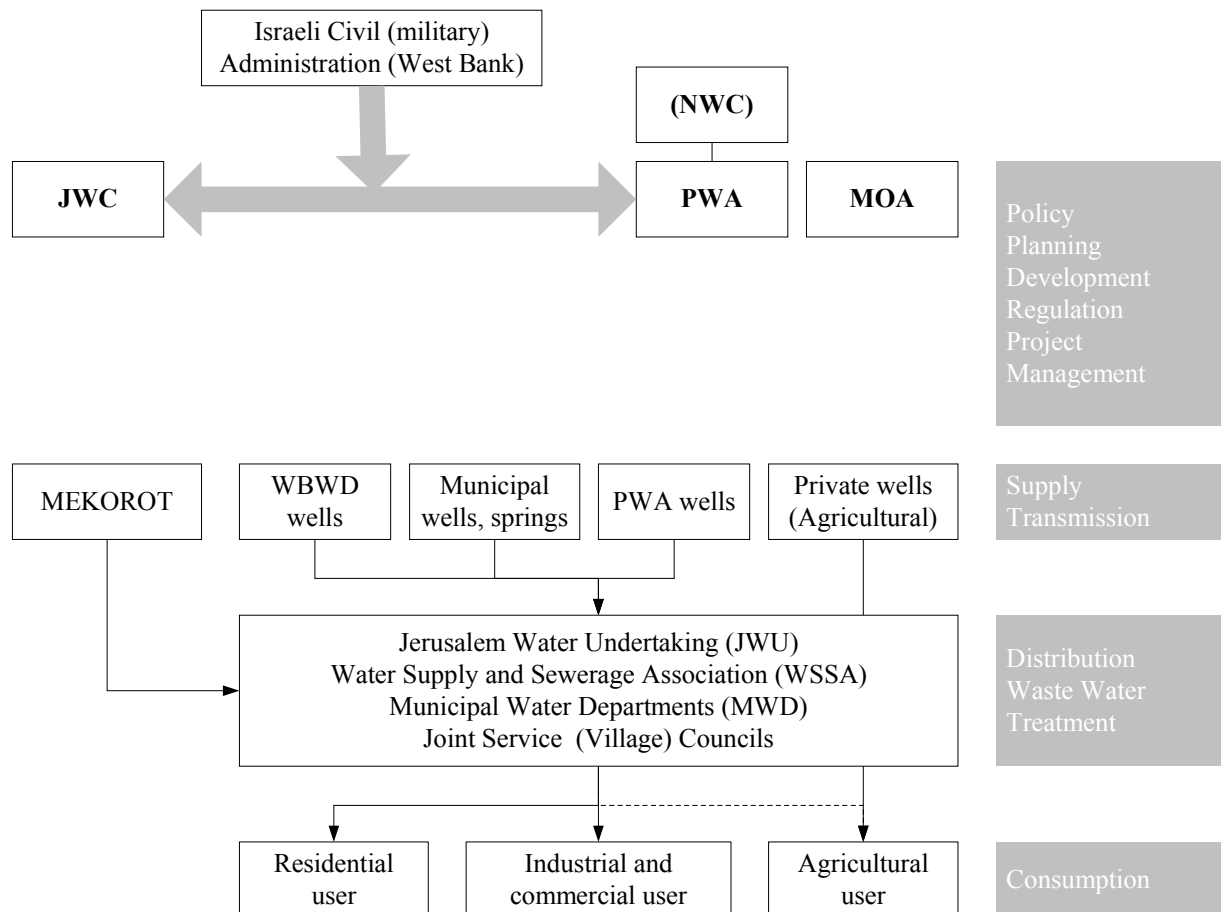 Israeli Civil (military)
Administration (West Bank)
(NWC)
JWC
PWA
MOA
Policy
Planning
Development
Regulation
Project
Management
MEKOROT
WBWD
wells
Municipal
wells, springs
PWA wells
Private wells
(Agricultural)
Supply
Transmission
Jerusalem Water Undertaking (JWU)
Water Supply and Sewerage Association (WSSA)
Municipal Water Departments (MWD)
Joint Service (Village) Councils
Distribution
Waste Water
Treatment
Residential
user
Industrial and
commercial user
Agricultural
user
Consumption